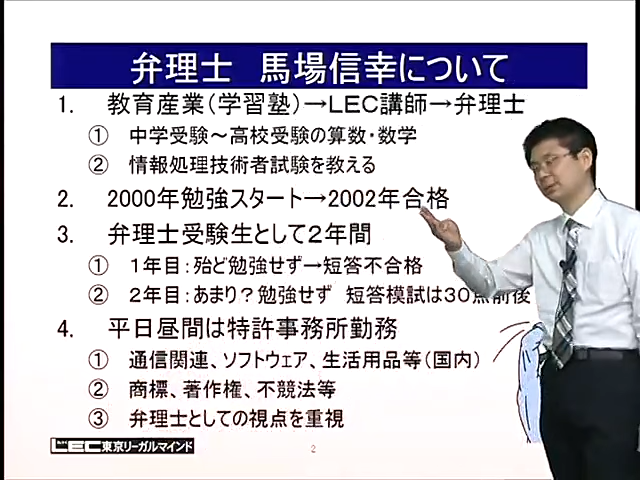 弁理士　馬場信幸について
1. 教育産業（学習塾）→LEC講師→弁理士
① 中学受験～高校受験の算数・数学
② 情報処理技術者試験を教える
2. 2000年勉強スタート→2002年合格
3. 弁理士受験生として２年間
① １年目：殆ど勉強せず→短答不合格
② ２年目：あまり？勉強せず　短答模試は３０点前後
4. 平日昼間は特許事務所勤務
① 通信関連、ソフトウェア、生活用品等（国内）
② 商標、著作権、不競法等
③ 弁理士としての視点を重視
LEC東京リーガルマインド
2